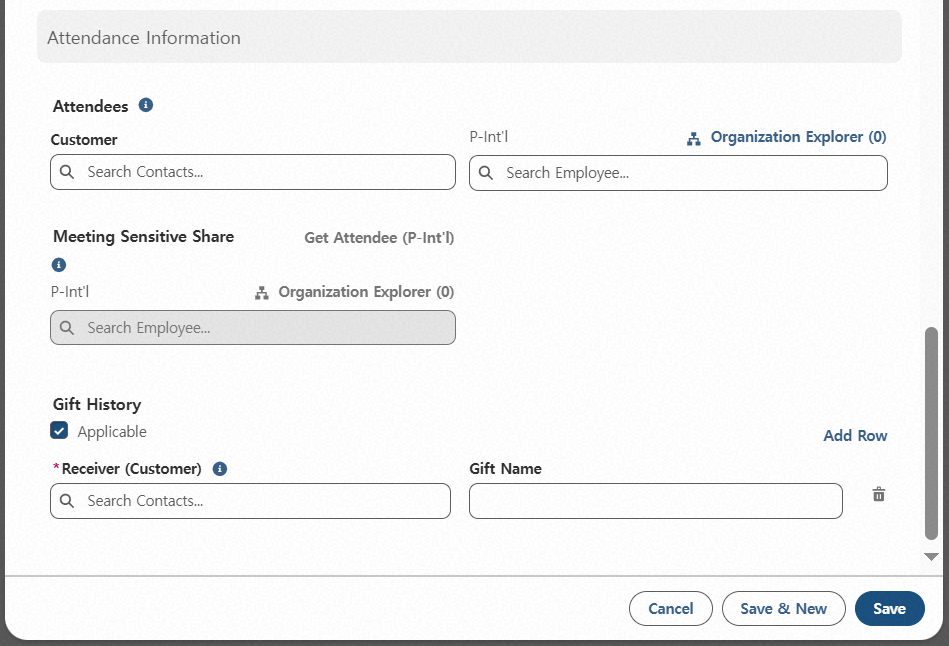 Attendance Information
Attendees
Customer
P-Int'l
Organization Explorer (0)
Search Contacts...
Search Employee...
Meeting Sensitive Share
Get Attendee (P-Int'l)
P-Int'l
Organization Explorer (0)
Search Employee...
Gift History
Applicable
Add Row
*Receiver (Customer)
Gift Name
Search Contacts...
Cancel
Save & New
Save